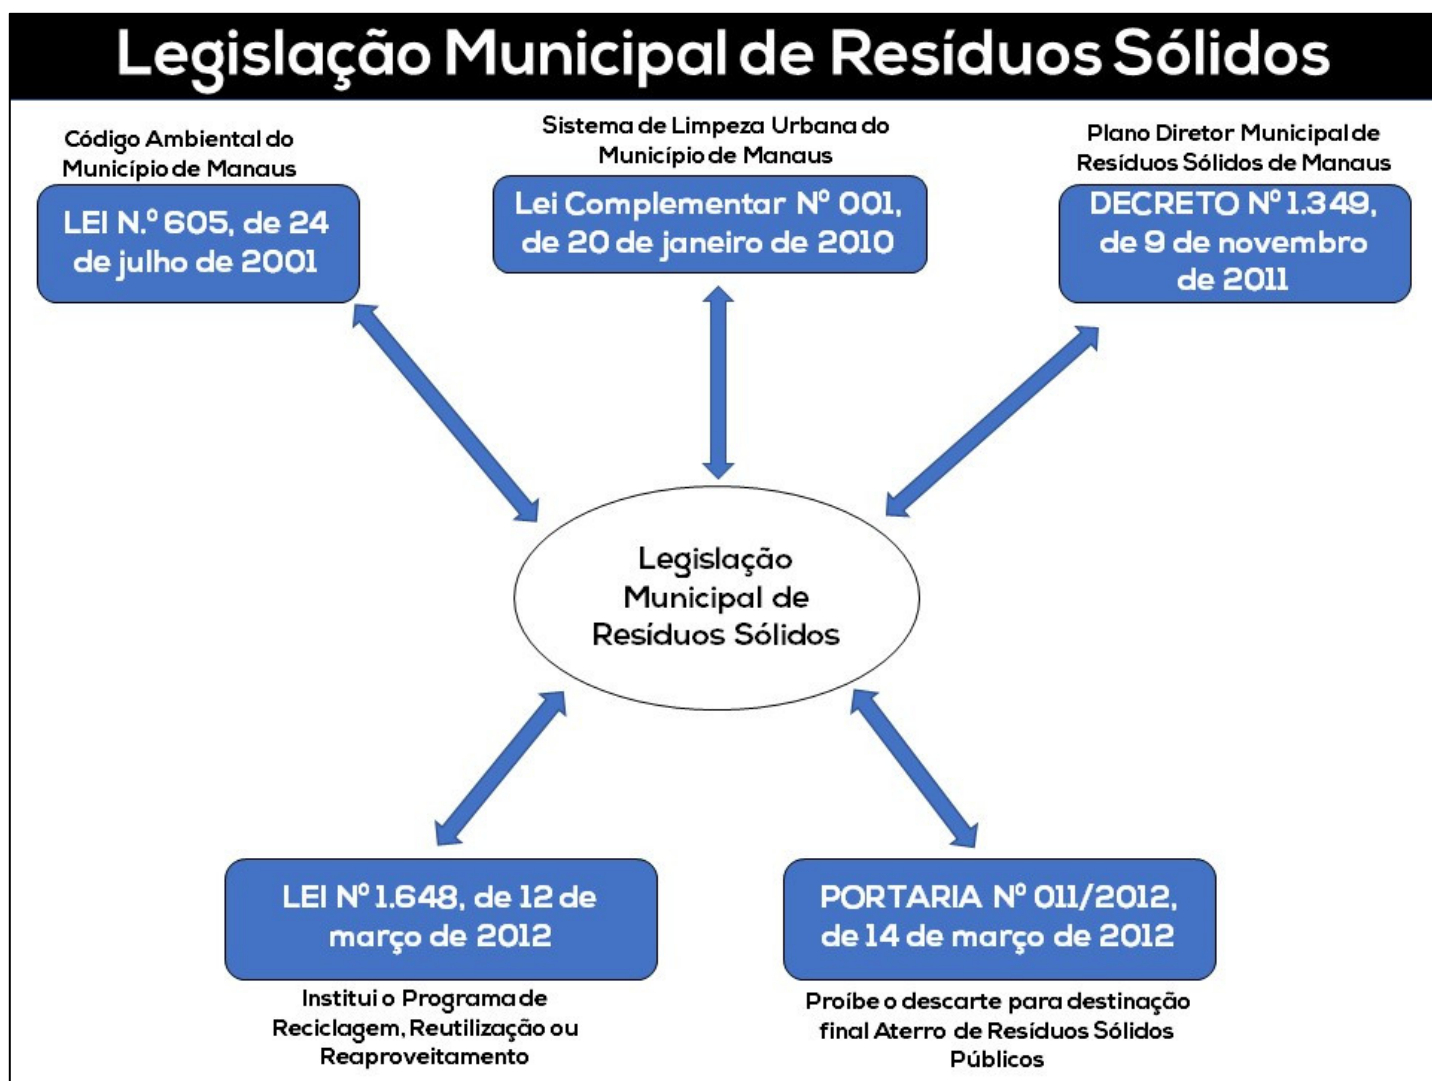 Legislação Municipal de Resíduos Sólidos
Código Ambiental do
Município de Manaus
LEI N.º 605, de 24
de julho de 2001
Sistema de Limpeza Urbana do
Município de Manaus
Lei Complementar Nº 001,
de 20 de janeiro de 2010
Plano Diretor Municipal de
Resíduos Sólidos de Manaus
DECRETO Nº 1.349,
de 9 de novembro
de 2011
Legislação
Municipal de
Resíduos Sólidos
LEI Nº 1.648, de 12 de
março de 2012
Institui o Programa de
Reciclagem, Reutilização ou
Reaproveitamento
PORTARIA Nº 011/2012,
de 14 de março de 2012
Proíbe o descarte para destinação
final Aterro de Resíduos Sólidos
Públicos